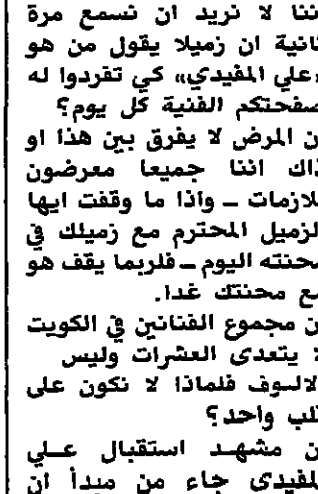 اننا لا نريد ان نسمع مرة
ثانية ان زميلا يقول من هو
«علي المفيدي» كي تفردوا له
صفحتكم الفنية كل يوم؟
ن المرض لا يفرق بين هذا او
ذاك اننا جميعا معرضون
للازمات ـ واذا ما وقفت ايها
الزميل المحترم مع زميلك في
محنته اليوم ـ فلربما يقف هو
مع محنتك غدا.
ن مجموع الفنانين في الكويت
لا يتعدى العشرات وليس
الالوف فلماذا لا نكون على
قلب واحد؟
ن مشهد استقبال علي
المفيدي جاء من مبدأ ان